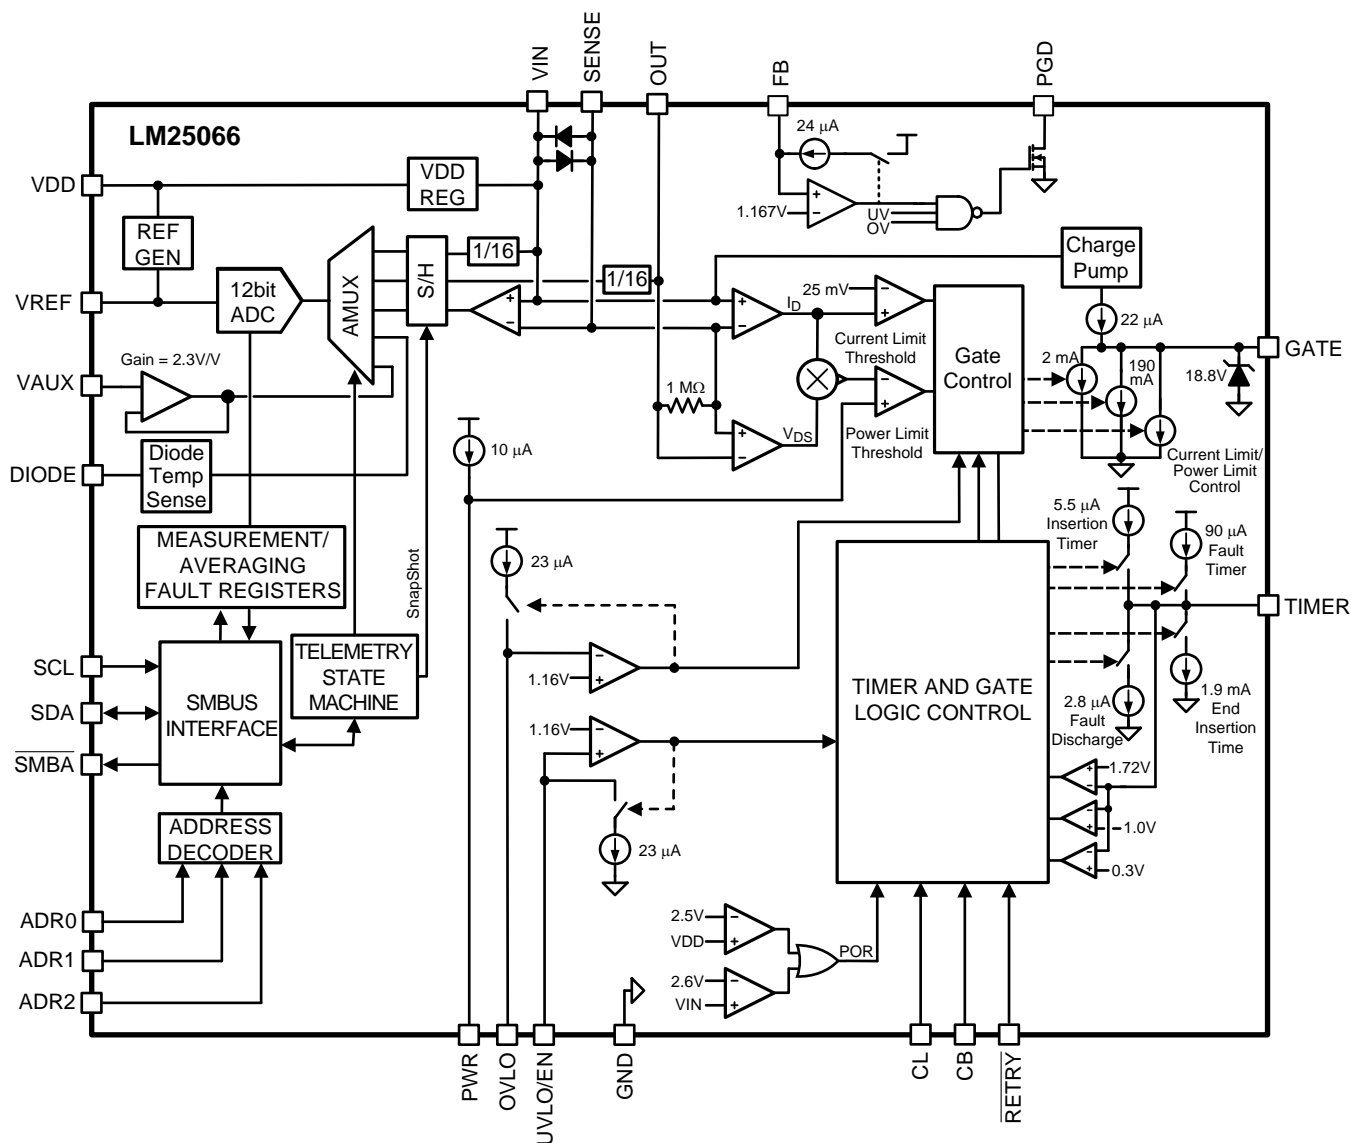 VIN
SENSE
OUT
FB
PGD
LM25066
24 μA
VDD
VDD
REG
1.167V
UV
OV
REF
GEN
1/16
S/H
1/16
Charge
Pump
VREF
12bit
ADC
AMUX
+
−
25 mV
+
−
I_D
−
+
22 μA
GATE
Gain = 2.3V/V
Current Limit
Threshold
Gate
Control
2 mA
190
mA
18.8V
VAUX
1 MΩ
−
+
Power Limit
Threshold
+
−
V_DS
10 μA
DIODE
Diode
Temp
Sense
Current Limit/
Power Limit
Control
5.5 μA
Insertion
Timer
90 μA
Fault
Timer
MEASUREMENT/
AVERAGING
FAULT REGISTERS
SnapShot
23 μA
TIMER
SCL
SDA
SMBA
SMBUS
INTERFACE
TELEMETRY
STATE
MACHINE
−
1.16V
+
1.16V
−
+
TIMER AND GATE
LOGIC CONTROL
2.8 μA
Fault
Discharge
1.9 mA
End
Insertion
Time
+
1.72V
−
−
+
1.0V
−
+
0.3V
ADDRESS
DECODER
23 μA
ADR0
ADR1
ADR2
2.5V
−
VDD
+
POR
2.6V
−
VIN
+
PWR
OVLO
UVLO/EN
GND
CL
CB
RETRY